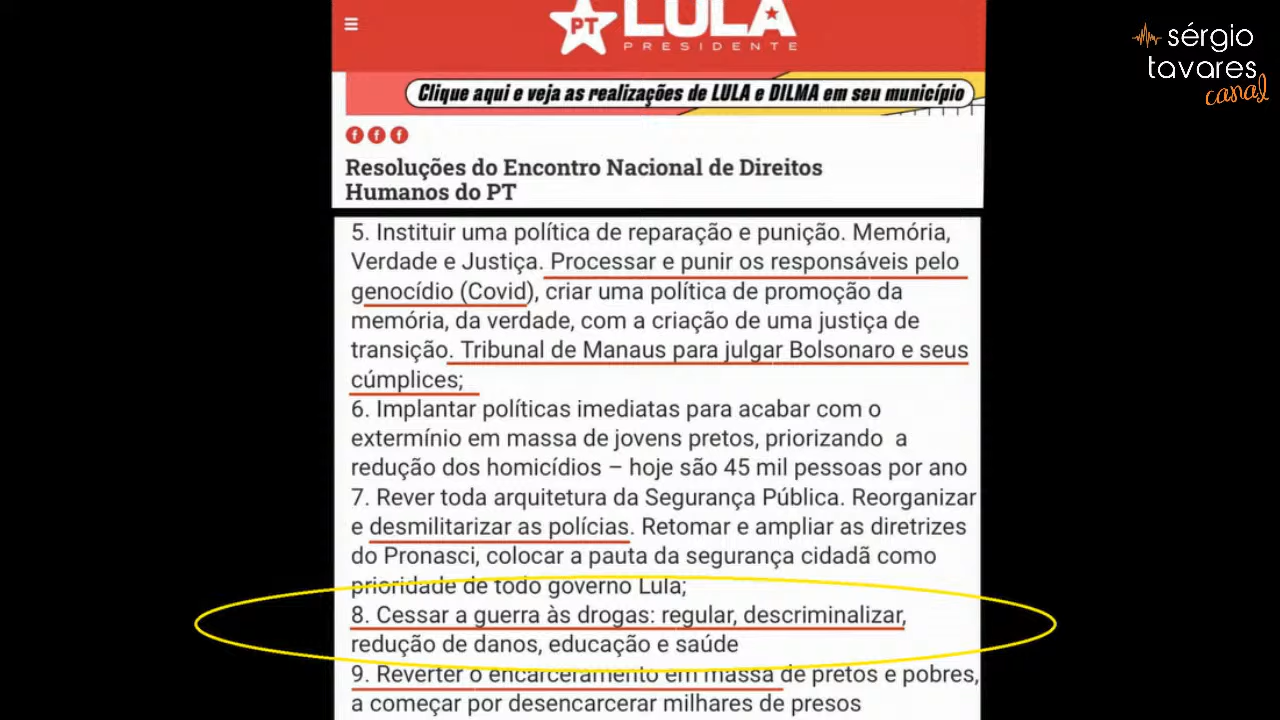 PT LULA
PRESIDENTE
sérgio
tavares
canal
Clique aqui e veja as realizações de LULA e DILMA em seu município
Resoluções do Encontro Nacional de Direitos
Humanos do PT
5. Instituir uma política de reparação e punição. Memória,
Verdade e Justiça. Processar e punir os responsáveis pelo
genocídio (Covid), criar uma política de promoção da
memória, da verdade, com a criação de uma justiça de
transição. Tribunal de Manaus para julgar Bolsonaro e seus
cúmplices;
6. Implantar políticas imediatas para acabar com o
extermínio em massa de jovens pretos, priorizando a
redução dos homicídios – hoje são 45 mil pessoas por ano
7. Rever toda arquitetura da Segurança Pública. Reorganizar
e desmilitarizar as polícias. Retomar e ampliar as diretrizes
do Pronasci, colocar a pauta da segurança cidadã como
prioridade de todo governo Lula;
8. Cessar a guerra às drogas: regular, descriminalizar,
redução de danos, educação e saúde
9. Reverter o encarceramento em massa de pretos e pobres,
a começar por desencarcerar milhares de presos